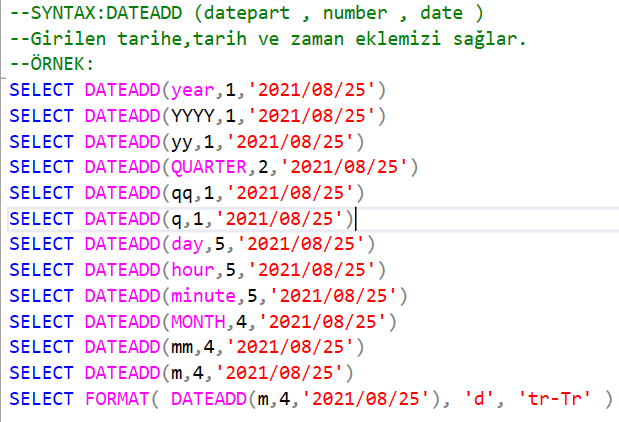 --SYNTAX:DATEADD (datepart , number , date )
--Girilen tarihe,tarih ve zaman eklemizi sağlar.
--ÖRNEK:
SELECT DATEADD(year,1,'2021/08/25')
SELECT DATEADD(YYYY,1,'2021/08/25')
SELECT DATEADD(yy,1,'2021/08/25')
SELECT DATEADD(QUARTER,2,'2021/08/25')
SELECT DATEADD(qq,1,'2021/08/25')
SELECT DATEADD(q,1,'2021/08/25')
SELECT DATEADD(day,5,'2021/08/25')
SELECT DATEADD(hour,5,'2021/08/25')
SELECT DATEADD(minute,5,'2021/08/25')
SELECT DATEADD(MONTH,4,'2021/08/25')
SELECT DATEADD(mm,4,'2021/08/25')
SELECT DATEADD(m,4,'2021/08/25')
SELECT FORMAT( DATEADD(m,4,'2021/08/25'), 'd', 'tr-Tr' )